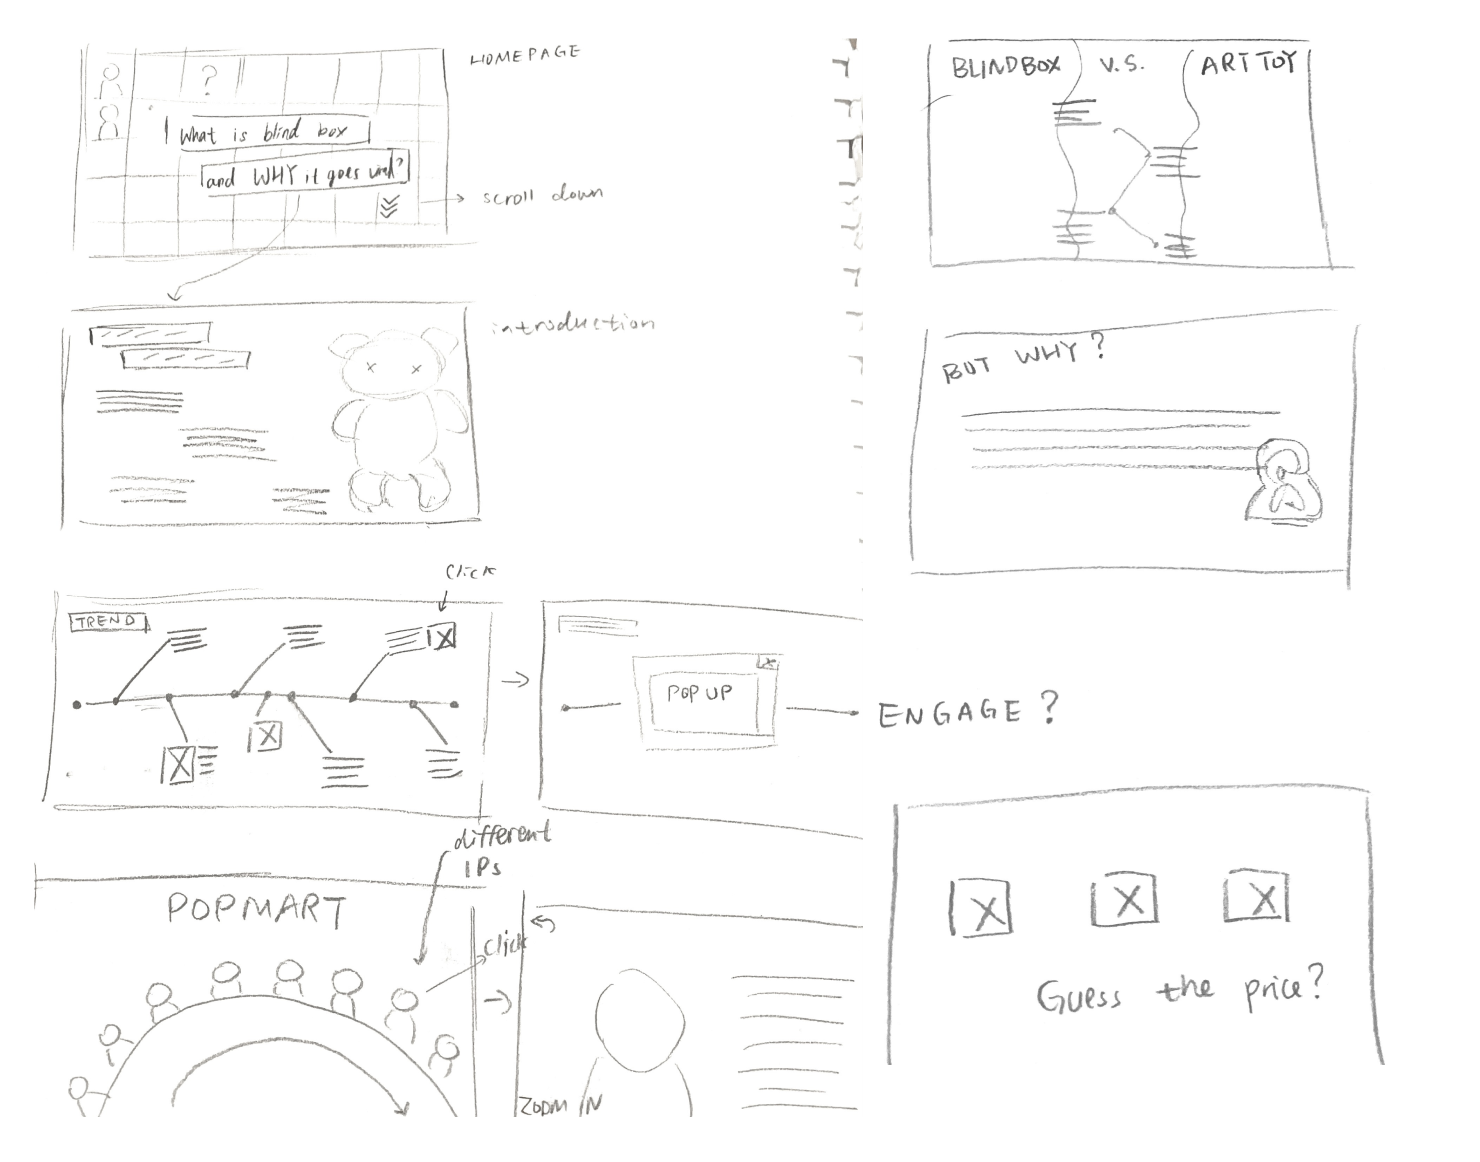 HOMEPAGE
?
What is blind box
and WHY it goes
scroll down
introduction
Click
TREND
POP UP
ENGAGE?
different
IPs
POPMART
Click
ZOOM IN
BLINDBOX V.S. ART TOY
BUT WHY?
Guess the price?